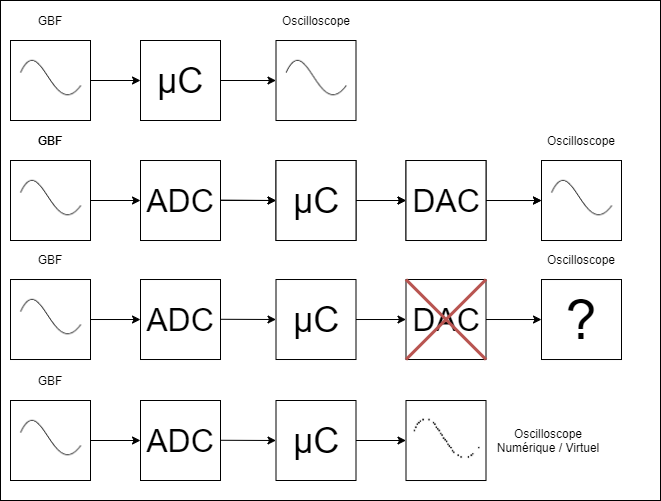 GBF
Oscilloscope
µC
GBF
Oscilloscope
ADC
µC
DAC
GBF
Oscilloscope
ADC
µC
DAC
?
GBF
ADC
µC
Oscilloscope
Numérique / Virtuel